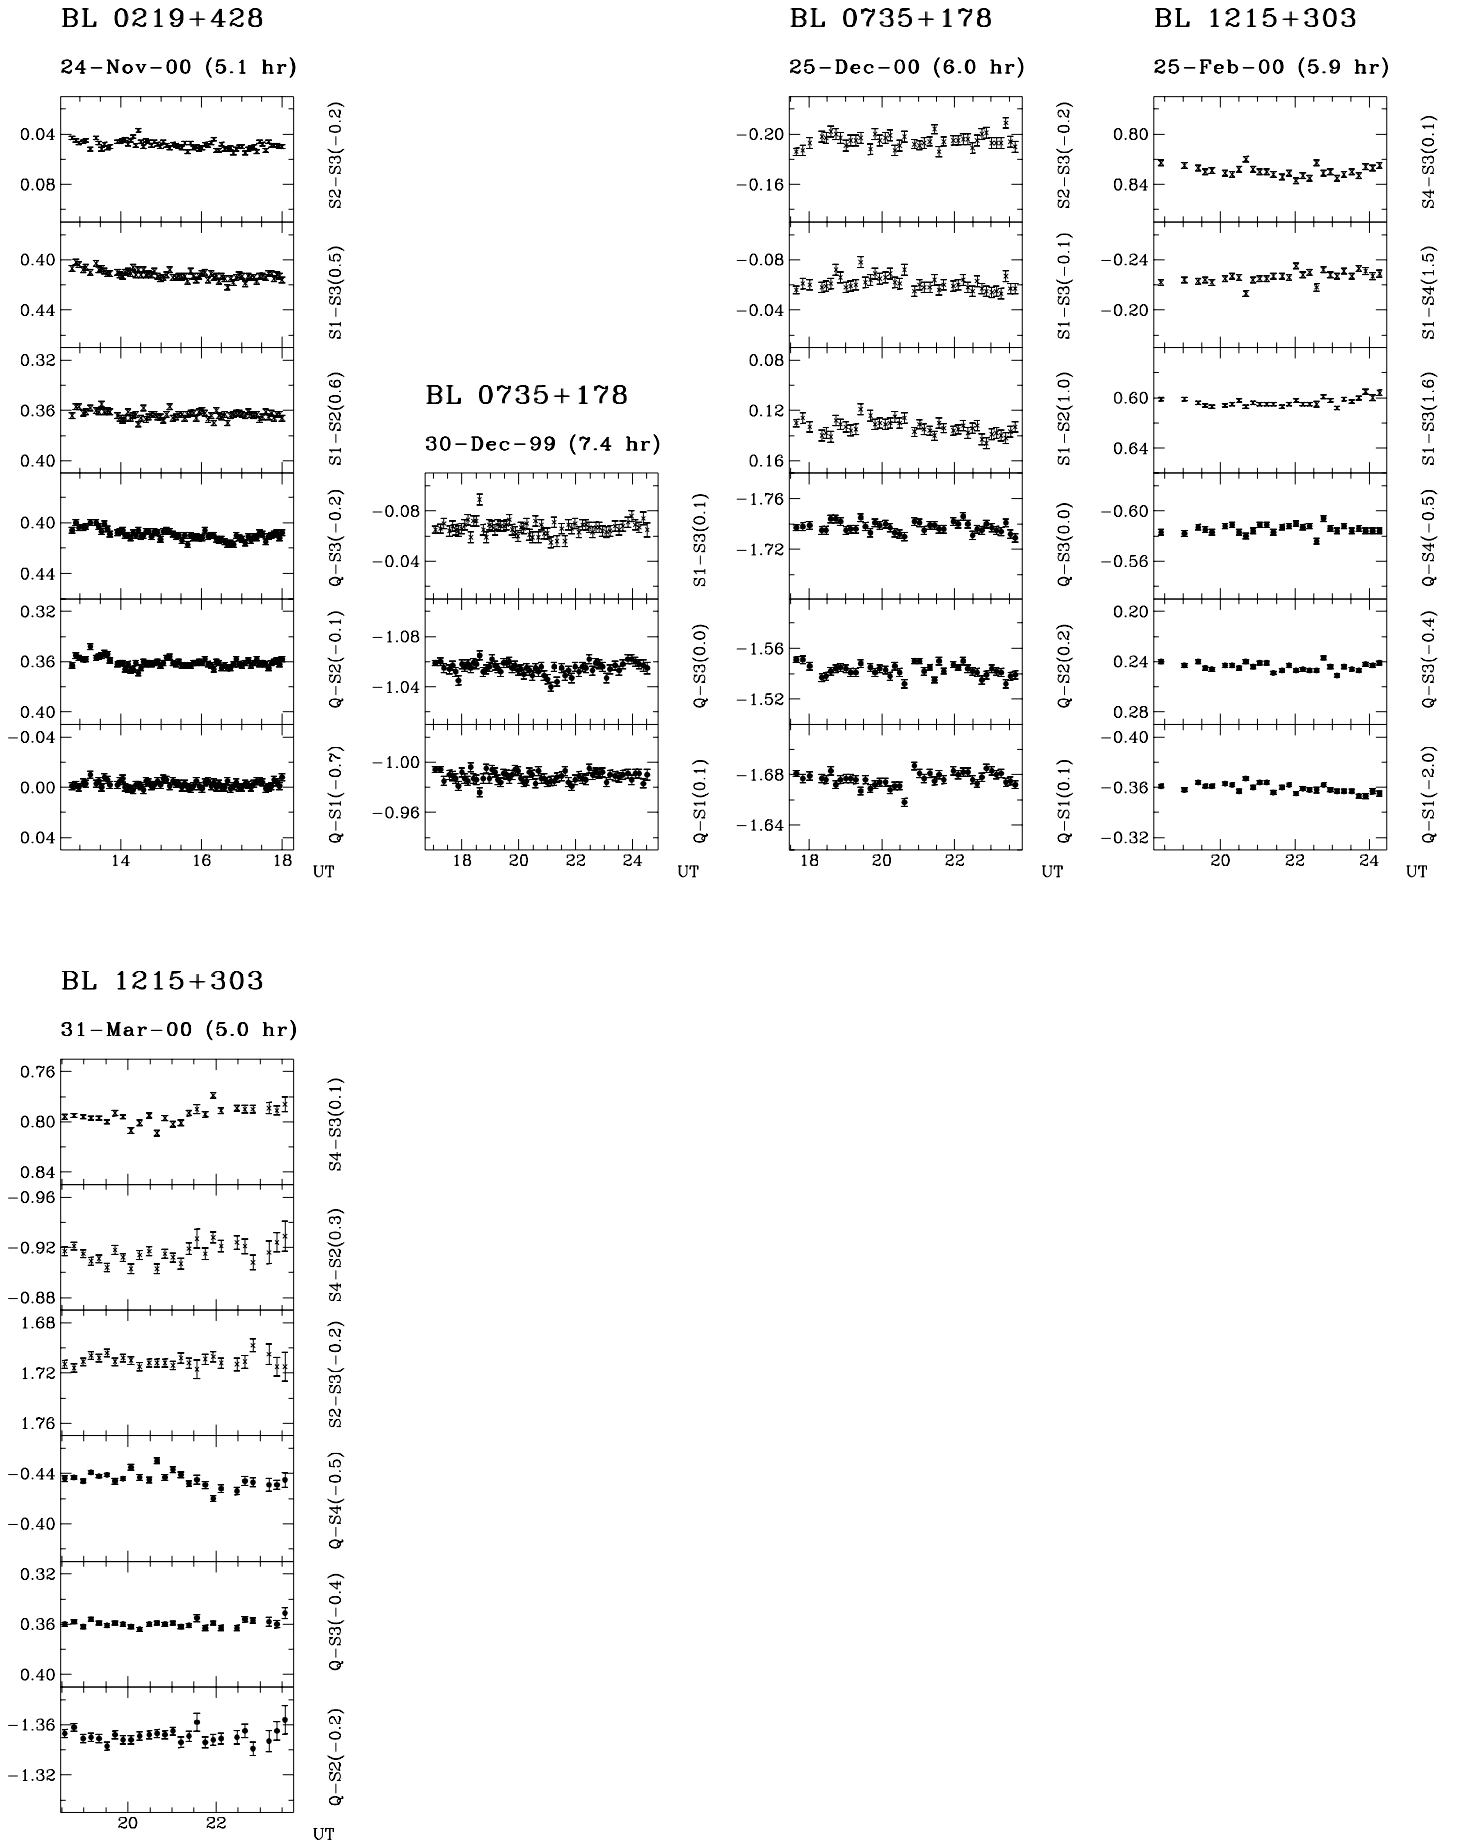 BL 0219+428
24-Nov-00 (5.1 hr)
0.04
0.08
S2-S3(-0.2)
0.40
0.44
S1-S3(0.5)
0.32
0.36
0.40
S1-S2(0.6)
0.40
0.44
Q-S3(-0.2)
0.32
0.36
0.40
Q-S2(-0.1)
-0.04
0.00
0.04
Q-S1(-0.7)
14 16 18
UT
BL 0735+178
30-Dec-99 (7.4 hr)
-0.08
-0.04
S1-S3(0.1)
-1.08
-1.04
Q-S3(0.0)
-1.00
-0.96
Q-S1(0.1)
18 20 22 24
UT
BL 0735+178
25-Dec-00 (6.0 hr)
-0.20
-0.16
S2-S3(-0.2)
-0.08
-0.04
S1-S3(-0.1)
0.08
0.12
0.16
S1-S2(1.0)
-1.76
-1.72
Q-S3(0.0)
-1.56
-1.52
Q-S2(0.2)
-1.68
-1.64
Q-S1(0.1)
18 20 22
UT
BL 1215+303
25-Feb-00 (5.9 hr)
0.80
0.84
S4-S3(0.1)
-0.24
-0.20
S1-S4(1.5)
0.60
0.64
S1-S3(1.6)
-0.60
-0.56
Q-S4(-0.5)
0.20
0.24
0.28
Q-S3(-0.4)
-0.40
-0.36
-0.32
Q-S1(-2.0)
20 22 24
UT
BL 1215+303
31-Mar-00 (5.0 hr)
0.76
0.80
0.84
S4-S3(0.1)
-0.96
-0.92
-0.88
S4-S2(0.3)
1.68
1.72
1.76
S2-S3(-0.2)
-0.44
-0.40
Q-S4(-0.5)
0.32
0.36
0.40
Q-S3(-0.4)
-1.36
-1.32
Q-S2(-0.2)
20 22
UT